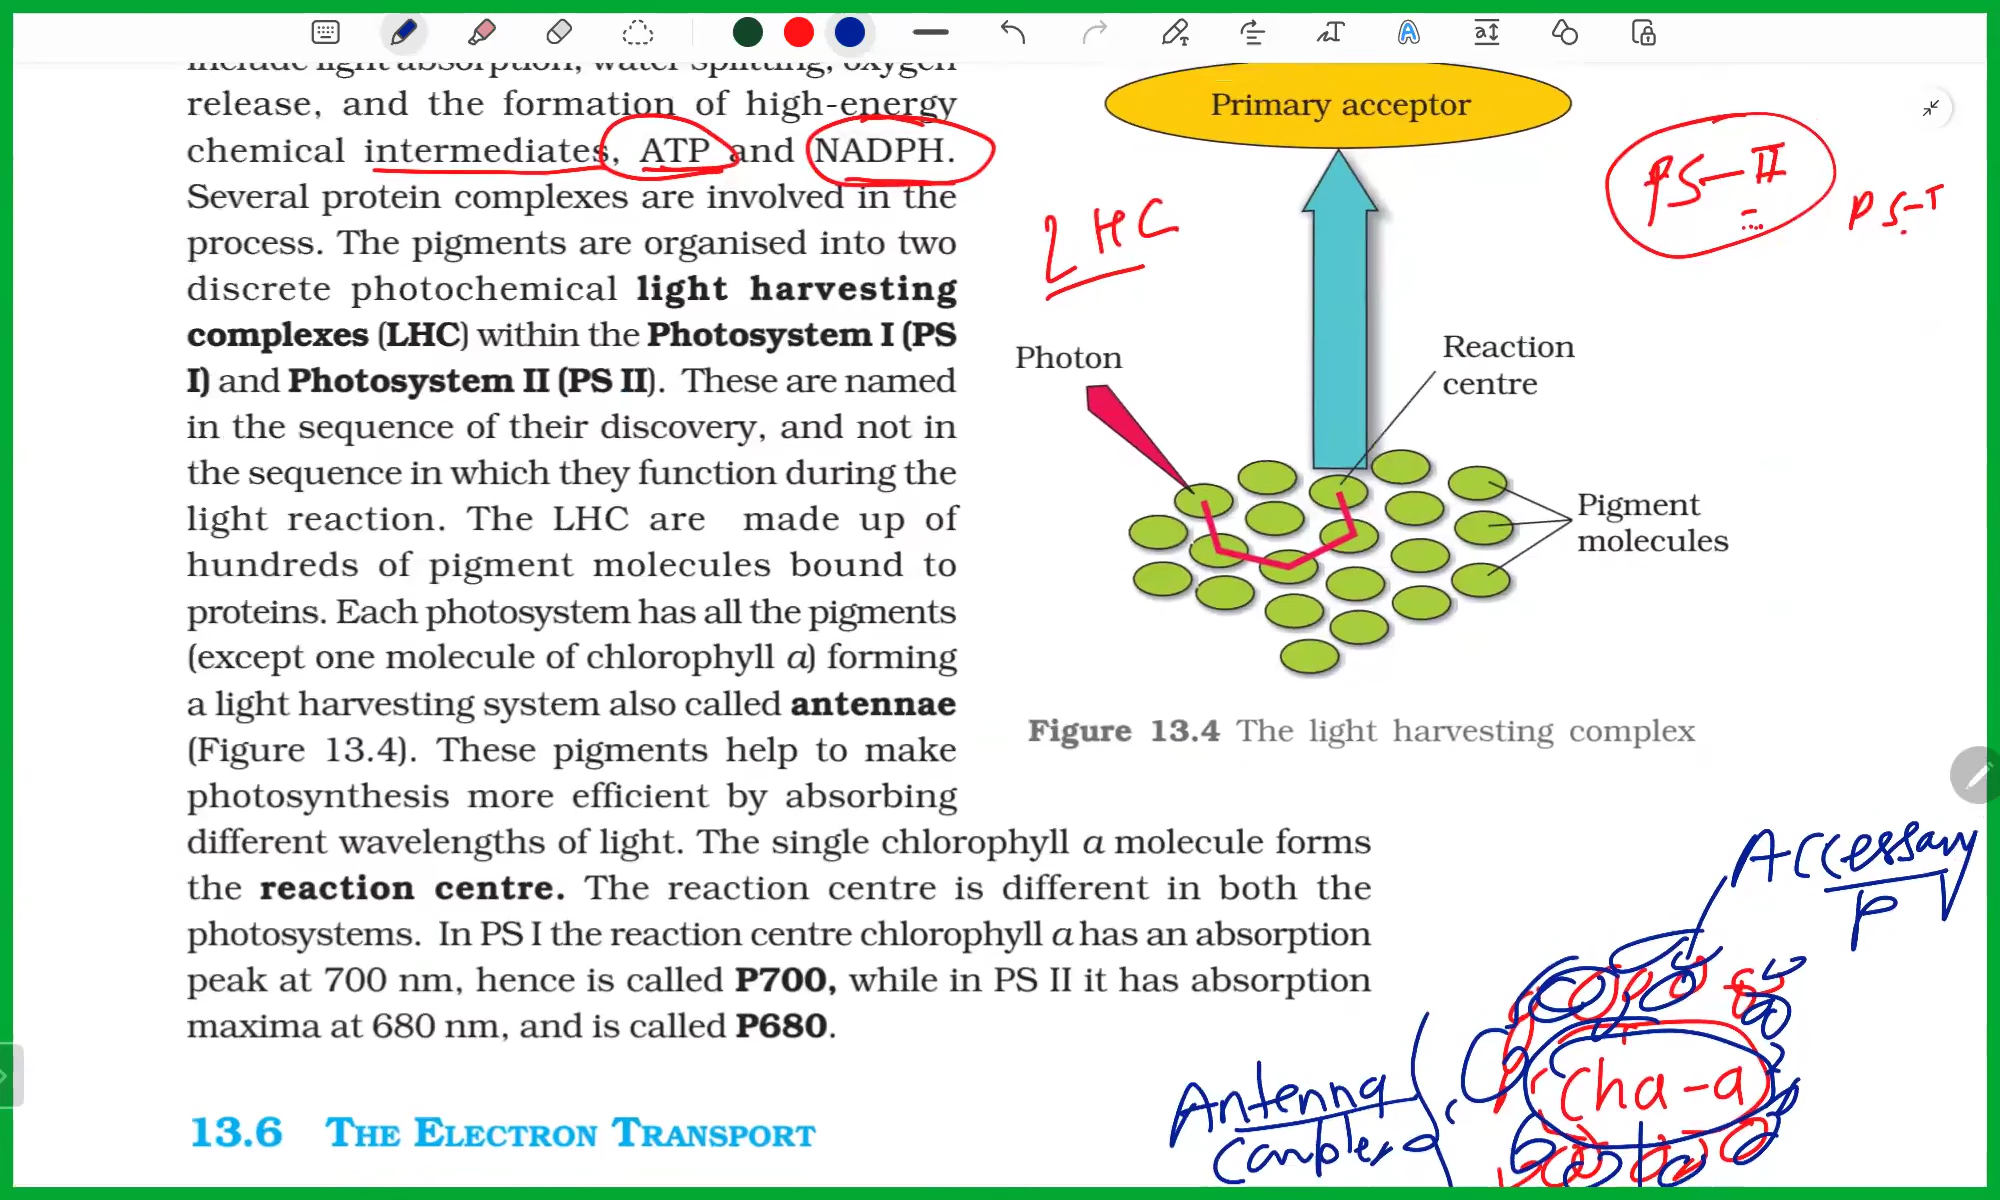 include light absorption, water splitting, oxygen
release, and the formation of high-energy
chemical intermediates, ATP and NADPH.
Several protein complexes are involved in the
process. The pigments are organised into two
discrete photochemical light harvesting
complexes (LHC) within the Photosystem I (PS
I) and Photosystem II (PS II). These are named
in the sequence of their discovery, and not in
the sequence in which they function during the
light reaction. The LHC are made up of
hundreds of pigment molecules bound to
proteins. Each photosystem has all the pigments
(except one molecule of chlorophyll a) forming
a light harvesting system also called antennae
(Figure 13.4). These pigments help to make
photosynthesis more efficient by absorbing
different wavelengths of light. The single chlorophyll a molecule forms
the reaction centre. The reaction centre is different in both the
photosystems. In PS I the reaction centre chlorophyll a has an absorption
peak at 700 nm, hence is called P700, while in PS II it has absorption
maxima at 680 nm, and is called P680.
13.6 THE ELECTRON TRANSPORT
Primary acceptor
PS-II
PS-I
LHC
Photon
Reaction
centre
Pigment
molecules
Figure 13.4 The light harvesting complex
Accessary
P
Cha-a
Antenna